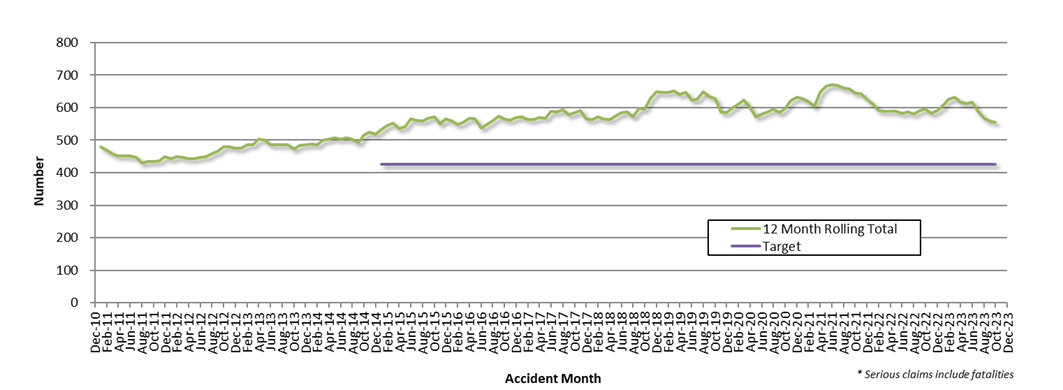 800
700
600
500
400
300
200
100
0
Number
12 Month Rolling Total
Target
Dec-10
Feb-11
Apr-11
Jun-11
Aug-11
Oct-11
Dec-11
Feb-12
Apr-12
Jun-12
Aug-12
Oct-12
Dec-12
Feb-13
Apr-13
Jun-13
Aug-13
Oct-13
Dec-13
Feb-14
Apr-14
Jun-14
Aug-14
Oct-14
Dec-14
Feb-15
Apr-15
Jun-15
Aug-15
Oct-15
Dec-15
Feb-16
Apr-16
Jun-16
Aug-16
Oct-16
Dec-16
Feb-17
Apr-17
Jun-17
Aug-17
Oct-17
Dec-17
Feb-18
Apr-18
Jun-18
Aug-18
Oct-18
Dec-18
Feb-19
Apr-19
Jun-19
Aug-19
Oct-19
Dec-19
Feb-20
Apr-20
Jun-20
Aug-20
Oct-20
Dec-20
Feb-21
Apr-21
Jun-21
Aug-21
Oct-21
Dec-21
Feb-22
Apr-22
Jun-22
Aug-22
Oct-22
Dec-22
Feb-23
Apr-23
Jun-23
Aug-23
Oct-23
Dec-23
Accident Month
* Serious claims include fatalities